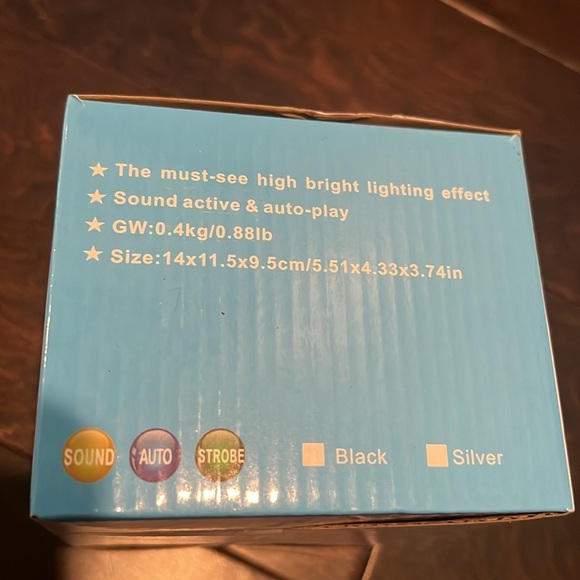 ★ The must-see high bright lighting effect
★ Sound active & auto-play
★ GW:0.4kg/0.88lb
★ Size:14x11.5x9.5cm/5.51x4.33x3.74in
SOUND AUTO STROBE Black Silver